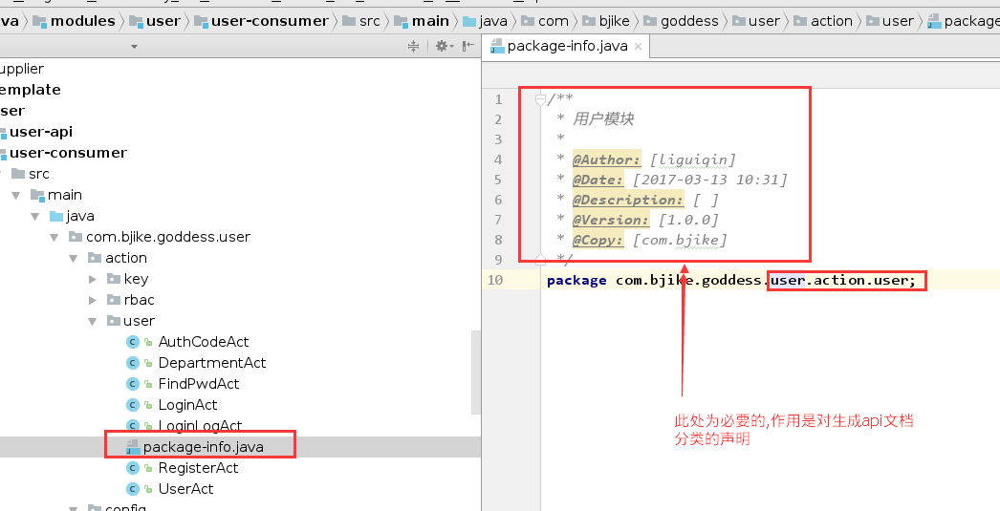 va modules user user-consumer src main java com bjike goddess user action user package
upplier
emplate
ser
user-api
user-consumer
src
main
java
com.bjike.goddess.user
action
key
rbac
user
AuthCodeAct
DepartmentAct
FindPwdAct
LoginAct
LoginLogAct
package-info.java
RegisterAct
UserAct
config
package-info.java
1 /**
2 * 用户模块
3 *
4 * @Author: [liguiqin]
5 * @Date: [2017-03-13 10:31]
6 * @Description: [ ]
7 * @Version: [1.0.0]
8 * @Copy: [com.bjike]
9 */
10 package com.bjike.goddess.user.action.user;
此处为必要的,作用是对生成api文档
分类的声明